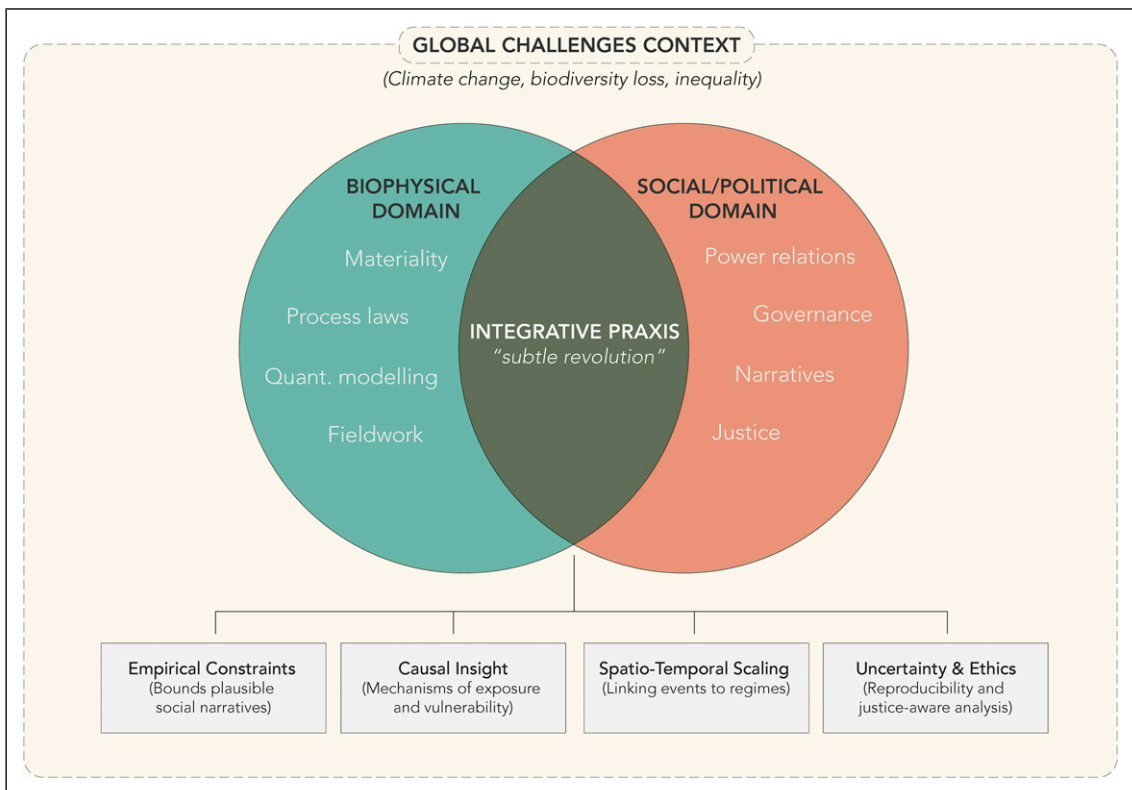 GLOBAL CHALLENGES CONTEXT
(Climate change, biodiversity loss, inequality)
BIOPHYSICAL
DOMAIN
Materiality
Process laws
Quant. modelling
Fieldwork
INTEGRATIVE PRAXIS
“subtle revolution”
SOCIAL/POLITICAL
DOMAIN
Power relations
Governance
Narratives
Justice
Empirical Constraints
(Bounds plausible
social narratives)
Causal Insight
(Mechanisms of exposure
and vulnerability)
Spatio-Temporal Scaling
(Linking events to regimes)
Uncertainty & Ethics
(Reproducibility and
justice-aware analysis)